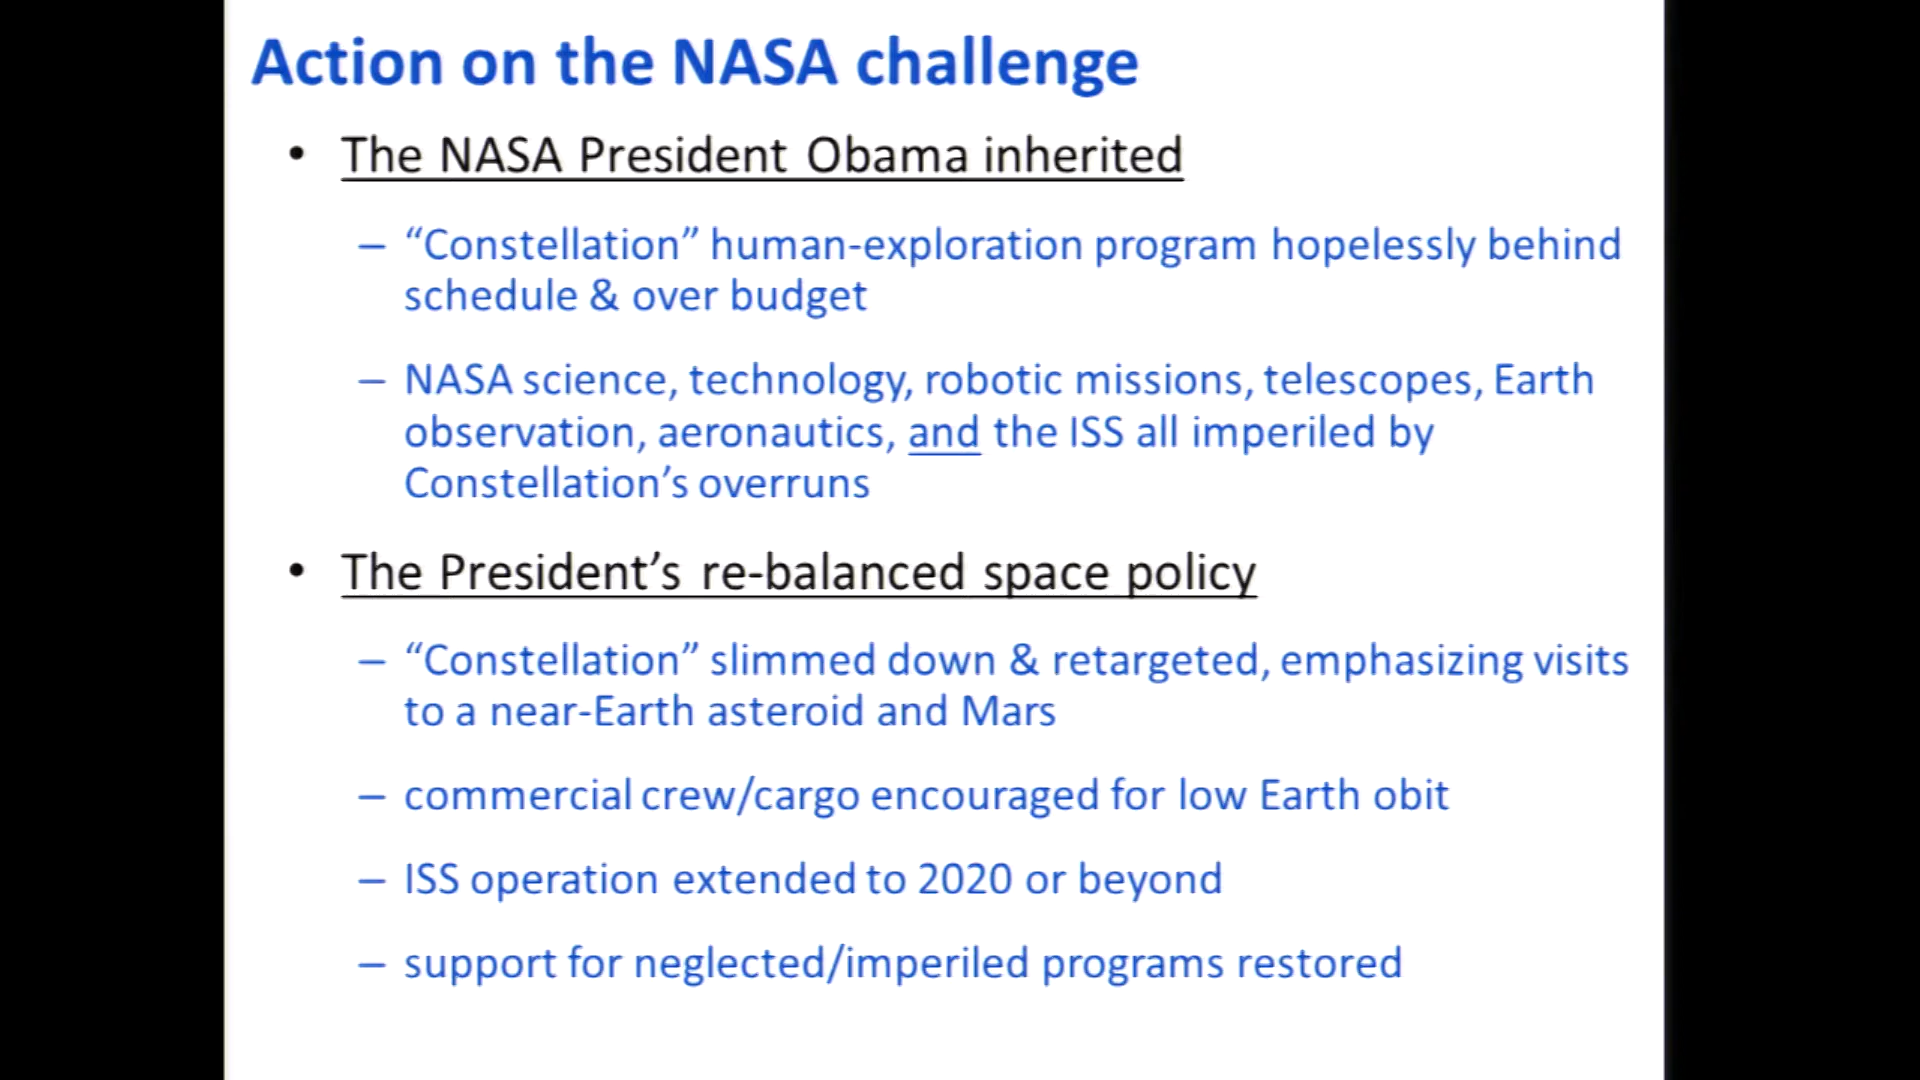 Action on the NASA challenge
• The NASA President Obama inherited
– “Constellation” human-exploration program hopelessly behind
schedule & over budget
– NASA science, technology, robotic missions, telescopes, Earth
observation, aeronautics, and the ISS all imperiled by
Constellation’s overruns
• The President’s re-balanced space policy
– “Constellation” slimmed down & retargeted, emphasizing visits
to a near-Earth asteroid and Mars
– commercial crew/cargo encouraged for low Earth obit
– ISS operation extended to 2020 or beyond
– support for neglected/imperiled programs restored